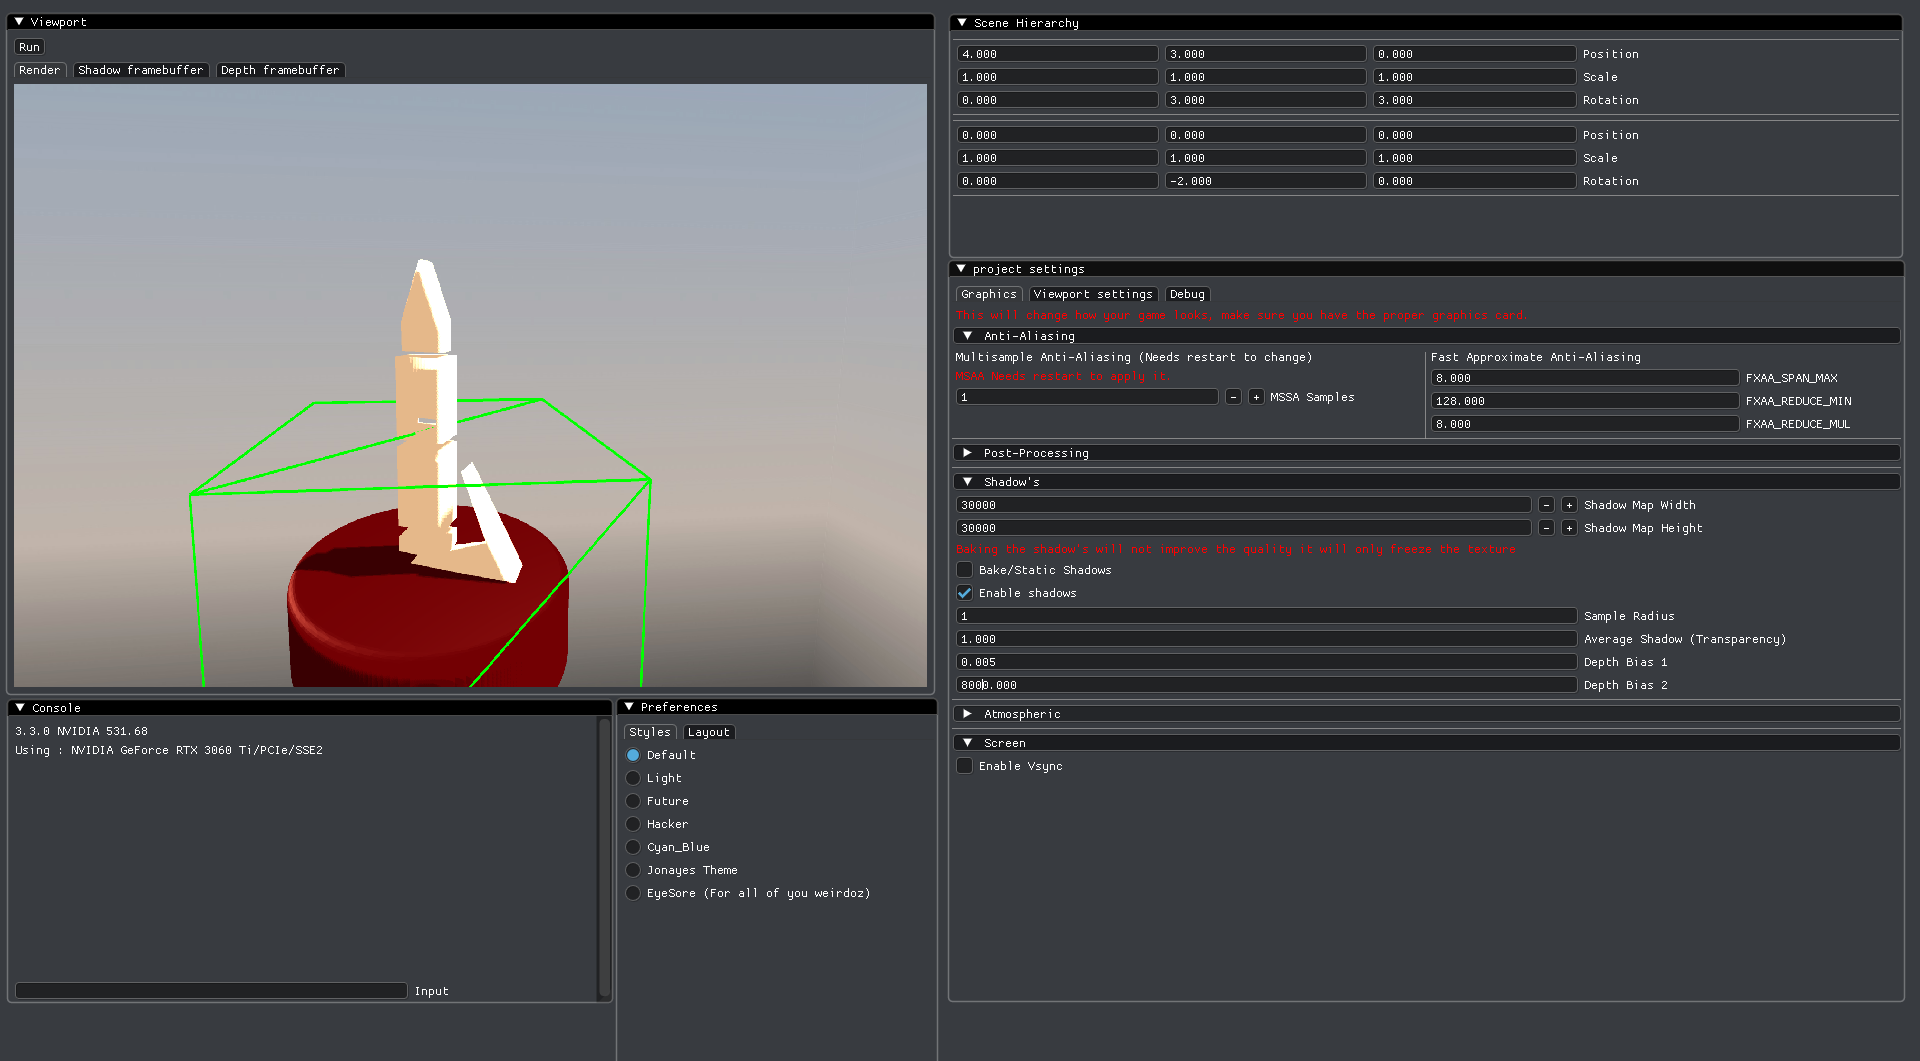 Viewport
Run
Render Shadow framebuffer Depth framebuffer
Scene Hierarchy
4.000 3.000 0.000 Position
1.000 1.000 1.000 Scale
0.000 3.000 3.000 Rotation
0.000 0.000 0.000 Position
1.000 1.000 1.000 Scale
0.000 -2.000 0.000 Rotation
project settings
Graphics Viewport settings Debug
This will change how your game looks, make sure you have the proper graphics card.
Anti-Aliasing
Multisample Anti-Aliasing (Needs restart to change)
MSAA Needs restart to apply it.
1 - + MSSA Samples
Fast Approximate Anti-Aliasing
8.000 FXAA_SPAN_MAX
128.000 FXAA_REDUCE_MIN
8.000 FXAA_REDUCE_MUL
Post-Processing
Shadow's
30000 - + Shadow Map Width
30000 - + Shadow Map Height
Baking the shadow's will not improve the quality it will only freeze the texture
Bake/Static Shadows
Enable shadows
1 Sample Radius
1.000 Average Shadow (Transparency)
0.005 Depth Bias 1
8000.000 Depth Bias 2
Atmospheric
Screen
Enable Vsync
Console
3.3.0 NVIDIA 531.68
Using : NVIDIA GeForce RTX 3060 Ti/PCIe/SSE2
Input
Preferences
Styles Layout
Default
Light
Future
Hacker
Cyan_Blue
Jonayes Theme
EyeSore (For all of you weirdoz)